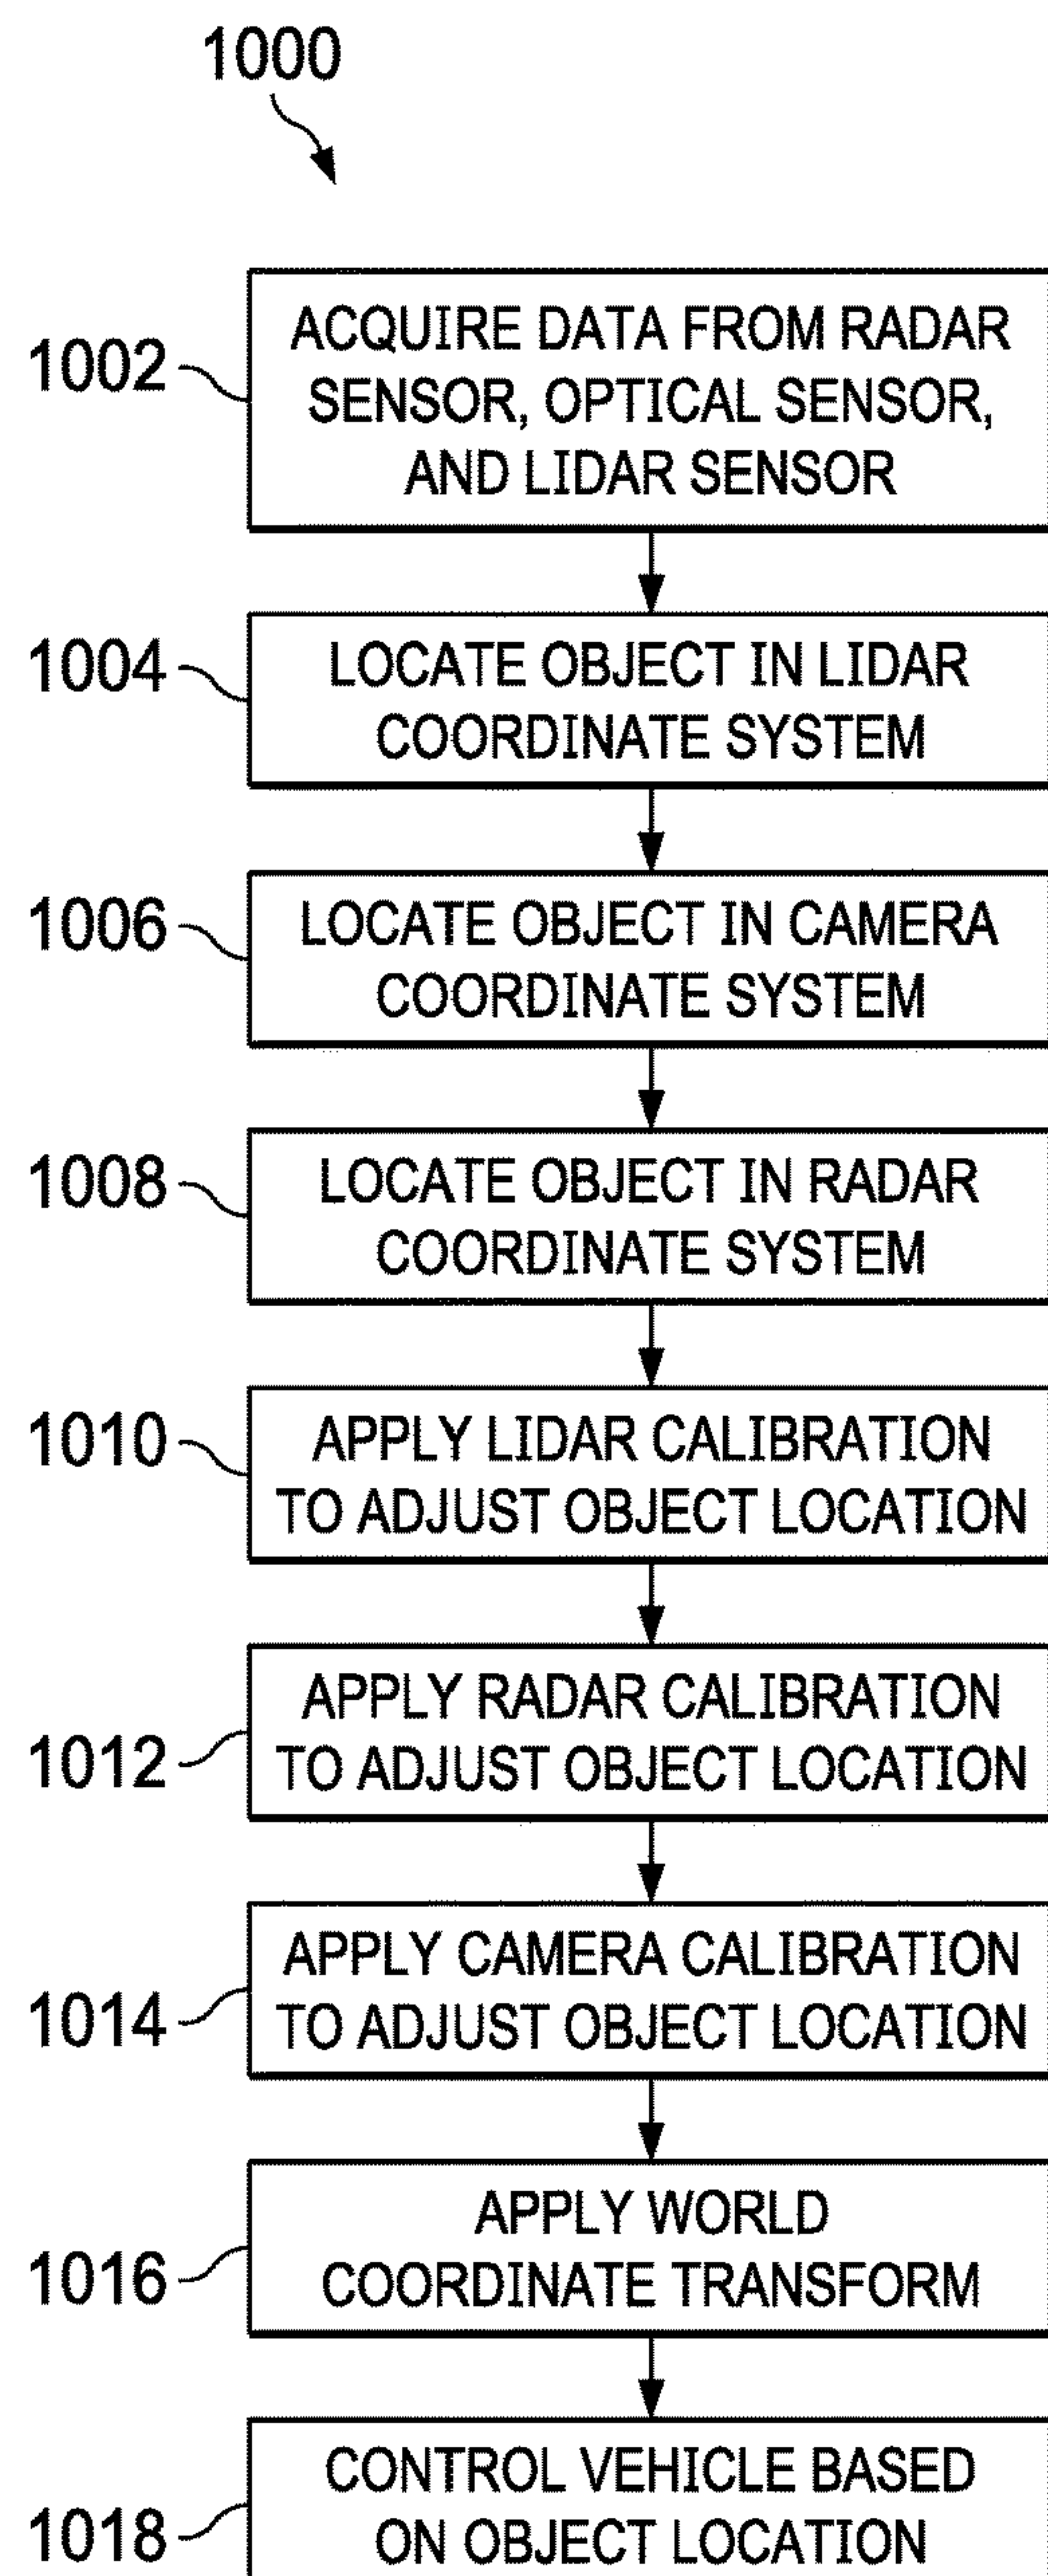 1000
1002
ACQUIRE DATA FROM RADAR
SENSOR, OPTICAL SENSOR,
AND LIDAR SENSOR
1004
LOCATE OBJECT IN LIDAR
COORDINATE SYSTEM
1006
LOCATE OBJECT IN CAMERA
COORDINATE SYSTEM
1008
LOCATE OBJECT IN RADAR
COORDINATE SYSTEM
1010
APPLY LIDAR CALIBRATION
TO ADJUST OBJECT LOCATION
1012
APPLY RADAR CALIBRATION
TO ADJUST OBJECT LOCATION
1014
APPLY CAMERA CALIBRATION
TO ADJUST OBJECT LOCATION
1016
APPLY WORLD
COORDINATE TRANSFORM
1018
CONTROL VEHICLE BASED
ON OBJECT LOCATION